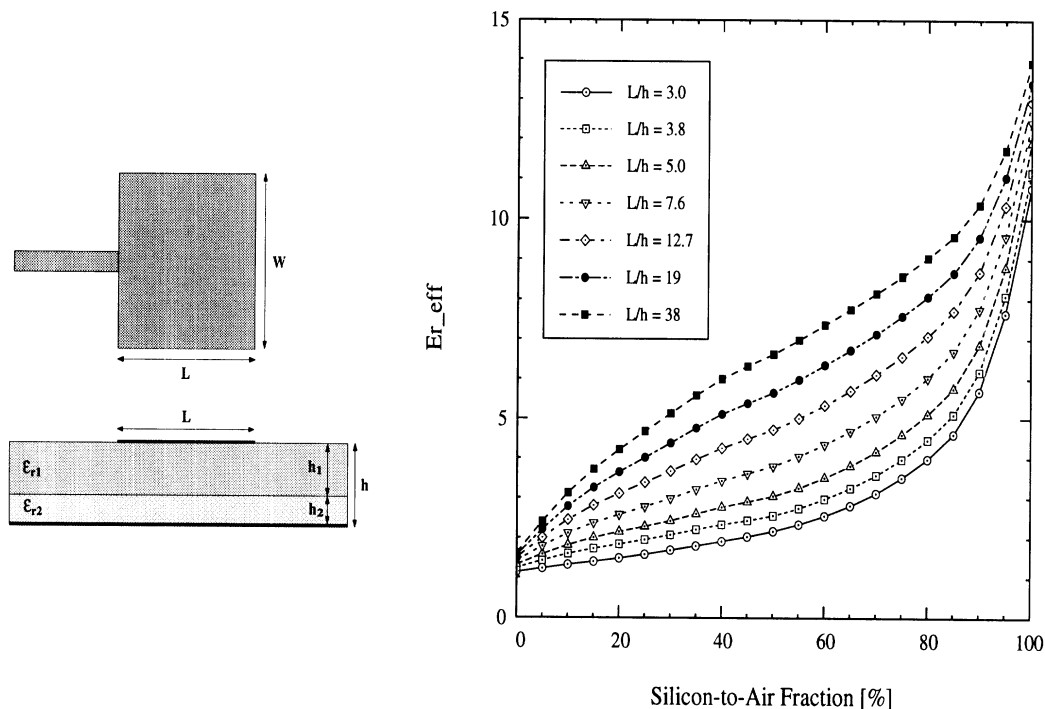 W
L
L
εr1
h1
h
εr2
h2
Er_eff
15
10
5
0
L/h = 3.0
L/h = 3.8
L/h = 5.0
L/h = 7.6
L/h = 12.7
L/h = 19
L/h = 38
0 20 40 60 80 100
Silicon-to-Air Fraction [%]